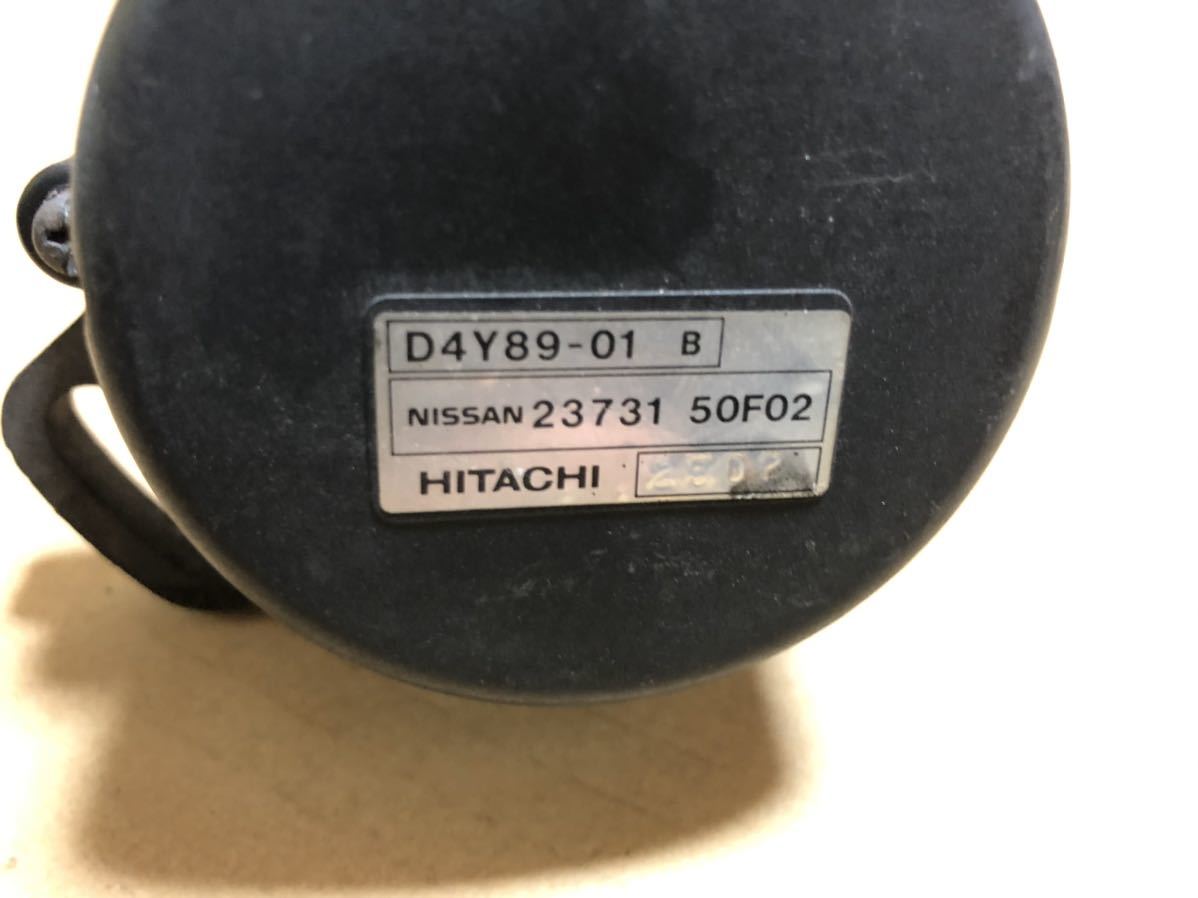 D4Y89-01 B
NISSAN 23731 50F02
HITACHI